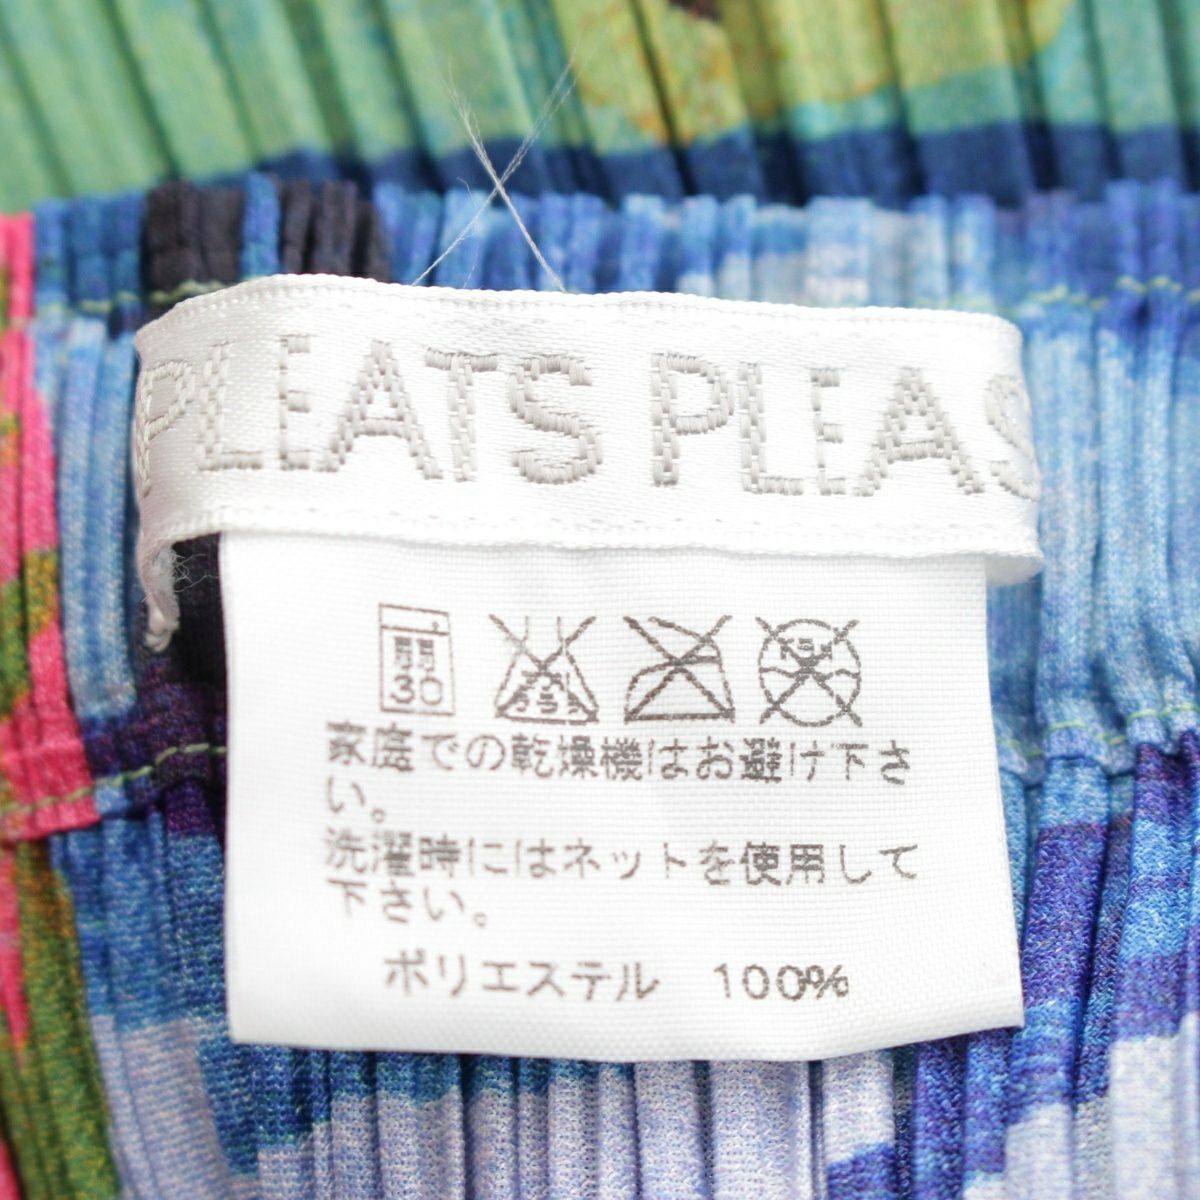 PLEATS PLEAS
弱
30
家庭での乾燥機はお避け下さ
い。
洗濯時にはネットを使用して
下さい。
ポリエステル 100%